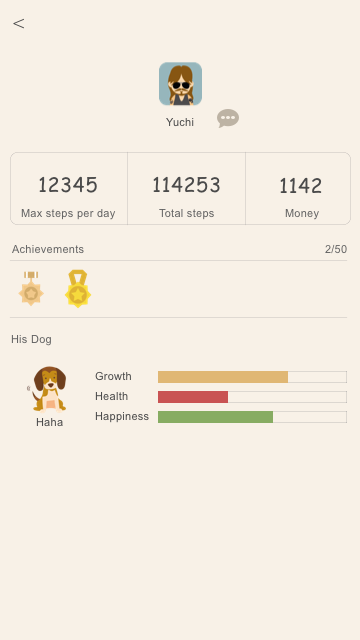 <
Yuchi
12345 114253 1142
Max steps per day Total steps Money
Achievements 2/50
His Dog
Growth
Health
Happiness
Haha